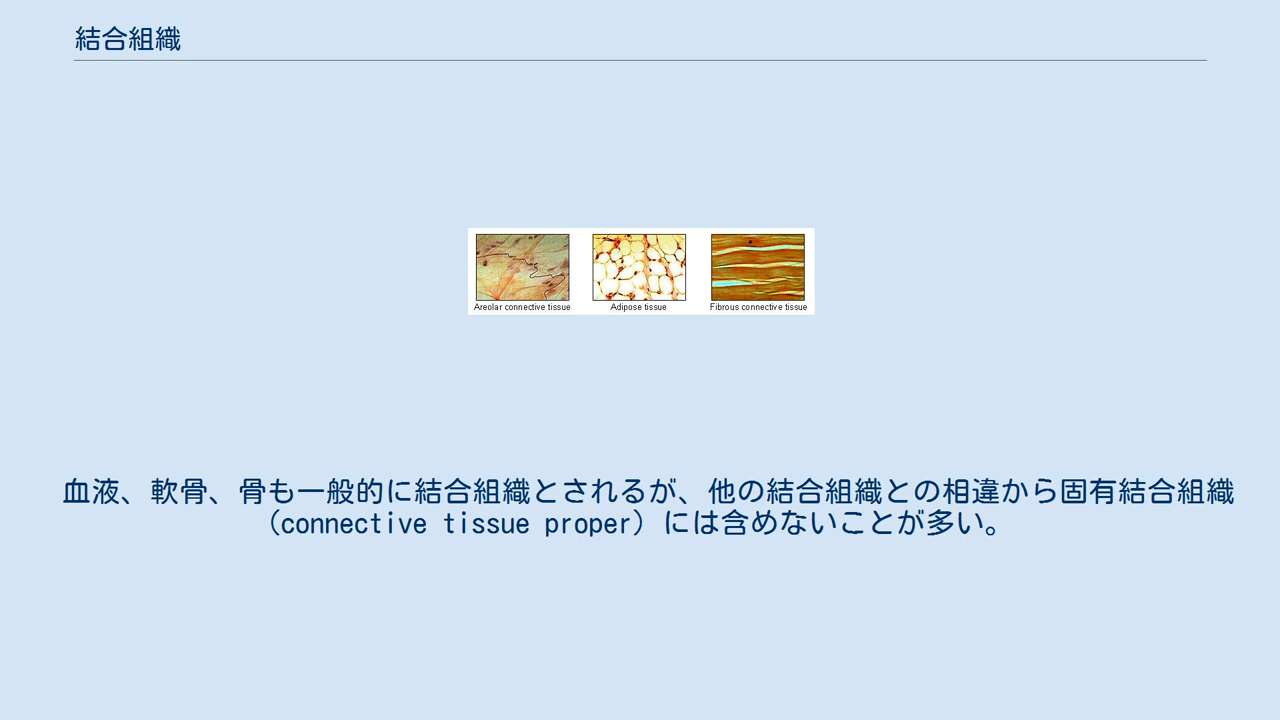 結合組織
Areolar connective tissue
Adipose tissue
Fibrous connective tissue
血液、軟骨、骨も一般的に結合組織とされるが、他の結合組織との相違から固有結合組織
（connective tissue proper）には含めないことが多い。